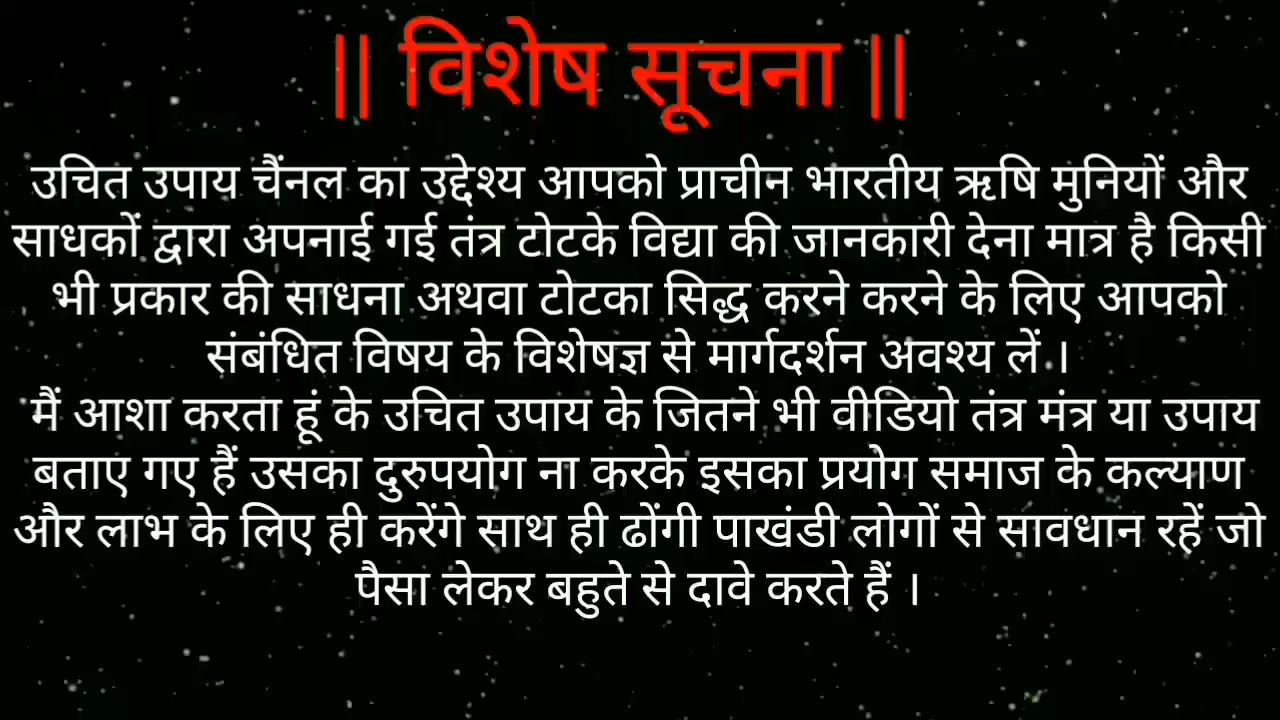 || विशेष सूचना ||
उचित उपाय चैंनल का उद्देश्य आपको प्राचीन भारतीय ऋषि मुनियों और
साधकों द्वारा अपनाई गई तंत्र टोटके विद्या की जानकारी देना मात्र है किसी
भी प्रकार की साधना अथवा टोटका सिद्ध करने करने के लिए आपको
संबंधित विषय के विशेषज्ञ से मार्गदर्शन अवश्य लें ।
मैं आशा करता हूं के उचित उपाय के जितने भी वीडियो तंत्र मंत्र या उपाय
बताए गए हैं उसका दुरुपयोग ना करके इसका प्रयोग समाज के कल्याण
और लाभ के लिए ही करेंगे साथ ही ढोंगी पाखंडी लोगों से सावधान रहें जो
पैसा लेकर बहुते से दावे करते हैं ।